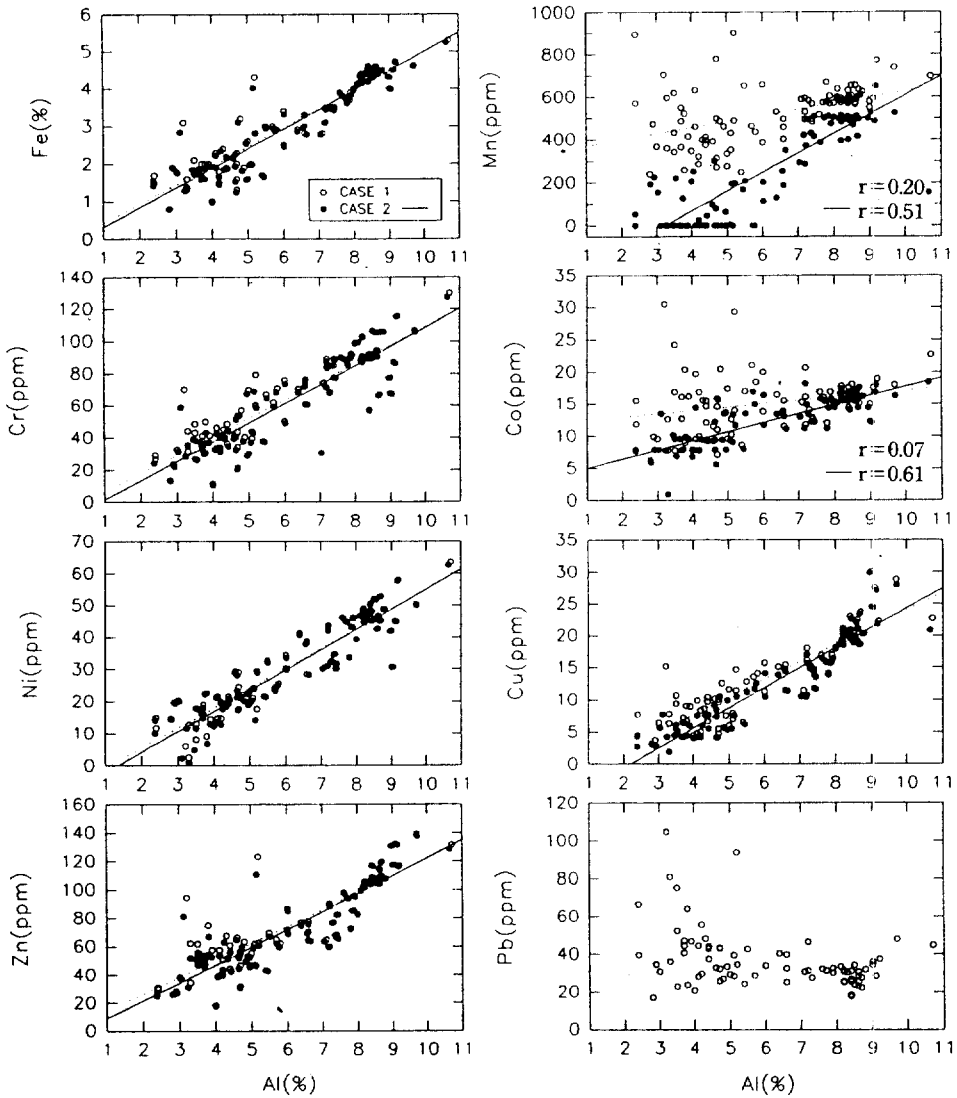 6
5
4
3
2
1
0
Fe(%)
○ CASE 1
● CASE 2
1 2 3 4 5 6 7 8 9 10 11
1000
800
600
400
200
0
Mn(ppm)
r=0.20
r=0.51
1 2 3 4 5 6 7 8 9 10 11
140
120
100
80
60
40
20
0
Cr(ppm)
1 2 3 4 5 6 7 8 9 10 11
35
30
25
20
15
10
5
0
Co(ppm)
r=0.07
r=0.61
1 2 3 4 5 6 7 8 9 10 11
70
60
50
40
30
20
10
0
Ni(ppm)
1 2 3 4 5 6 7 8 9 10 11
35
30
25
20
15
10
5
0
Cu(ppm)
1 2 3 4 5 6 7 8 9 10 11
160
140
120
100
80
60
40
20
0
Zn(ppm)
1 2 3 4 5 6 7 8 9 10 11
Al(%)
120
100
80
60
40
20
0
Pb(ppm)
1 2 3 4 5 6 7 8 9 10 11
Al(%)